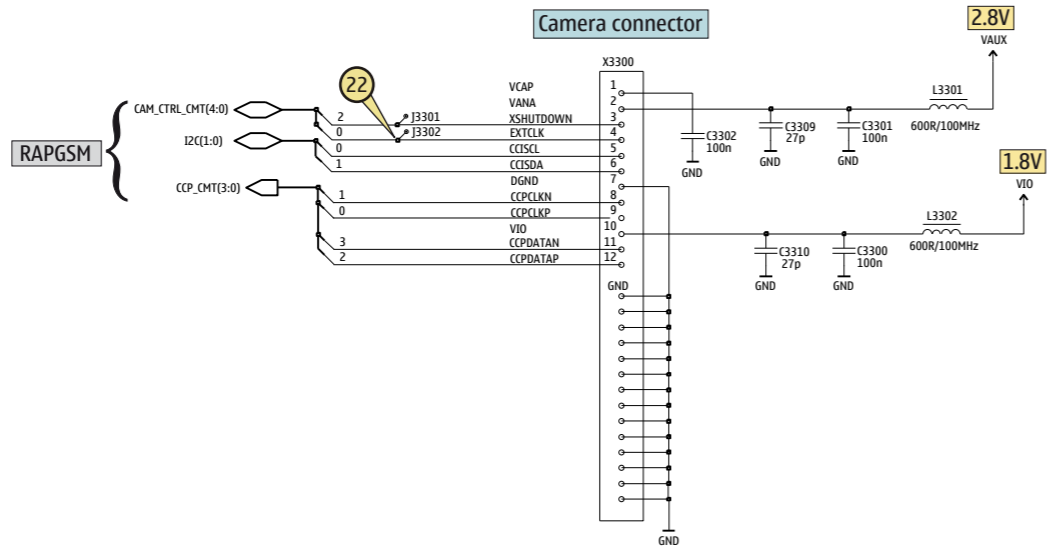 Camera connector
2.8V
VAUX
X3300
22
VCAP
1
L3301
VANA
2
CAM_CTRL_CMT(4:0)
2
J3301
XSHUTDOWN
3
600R/100MHz
0
J3302
EXTCLK
4
C3302
100n
C3309
27p
C3301
100n
I2C(1:0)
0
CCISCL
5
GND
GND
RAPGSM
1
CCISDA
6
GND
1.8V
DGND
7
VIO
CCP_CMT(3:0)
1
CCPCLKN
8
0
CCPCLKP
9
L3302
VIO
10
3
CCPDATAN
11
600R/100MHz
2
CCPDATAP
12
C3310
27p
C3300
100n
GND
GND
GND
GND